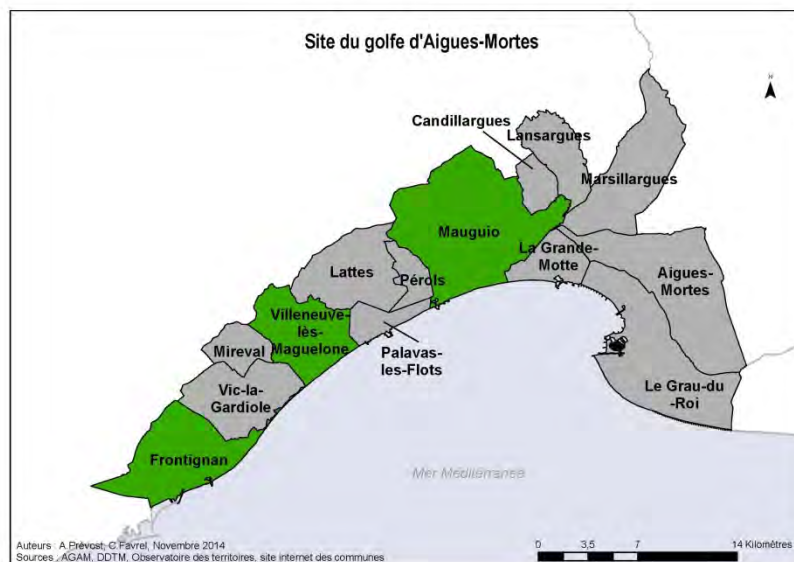 Site du golfe d'Aigues-Mortes
N
Candillargues
Lansargues
Marsillargues
Mauguio
La Grande-
Motte
Aigues-
Mortes
Lattes
Pérols
Villeneuve-
lès-
Maguelone
Mireval
Palavas-
les-Flots
Le Grau-du
-Roi
Vic-la-
Gardiole
Frontignan
Mer Méditerranée
Auteurs : A.Prévost, C.Favrel, Novembre 2014
Sources : AGAM, DDTM, Observatoire des territoires, site internet des communes
0 3,5 7 14 Kilomètres